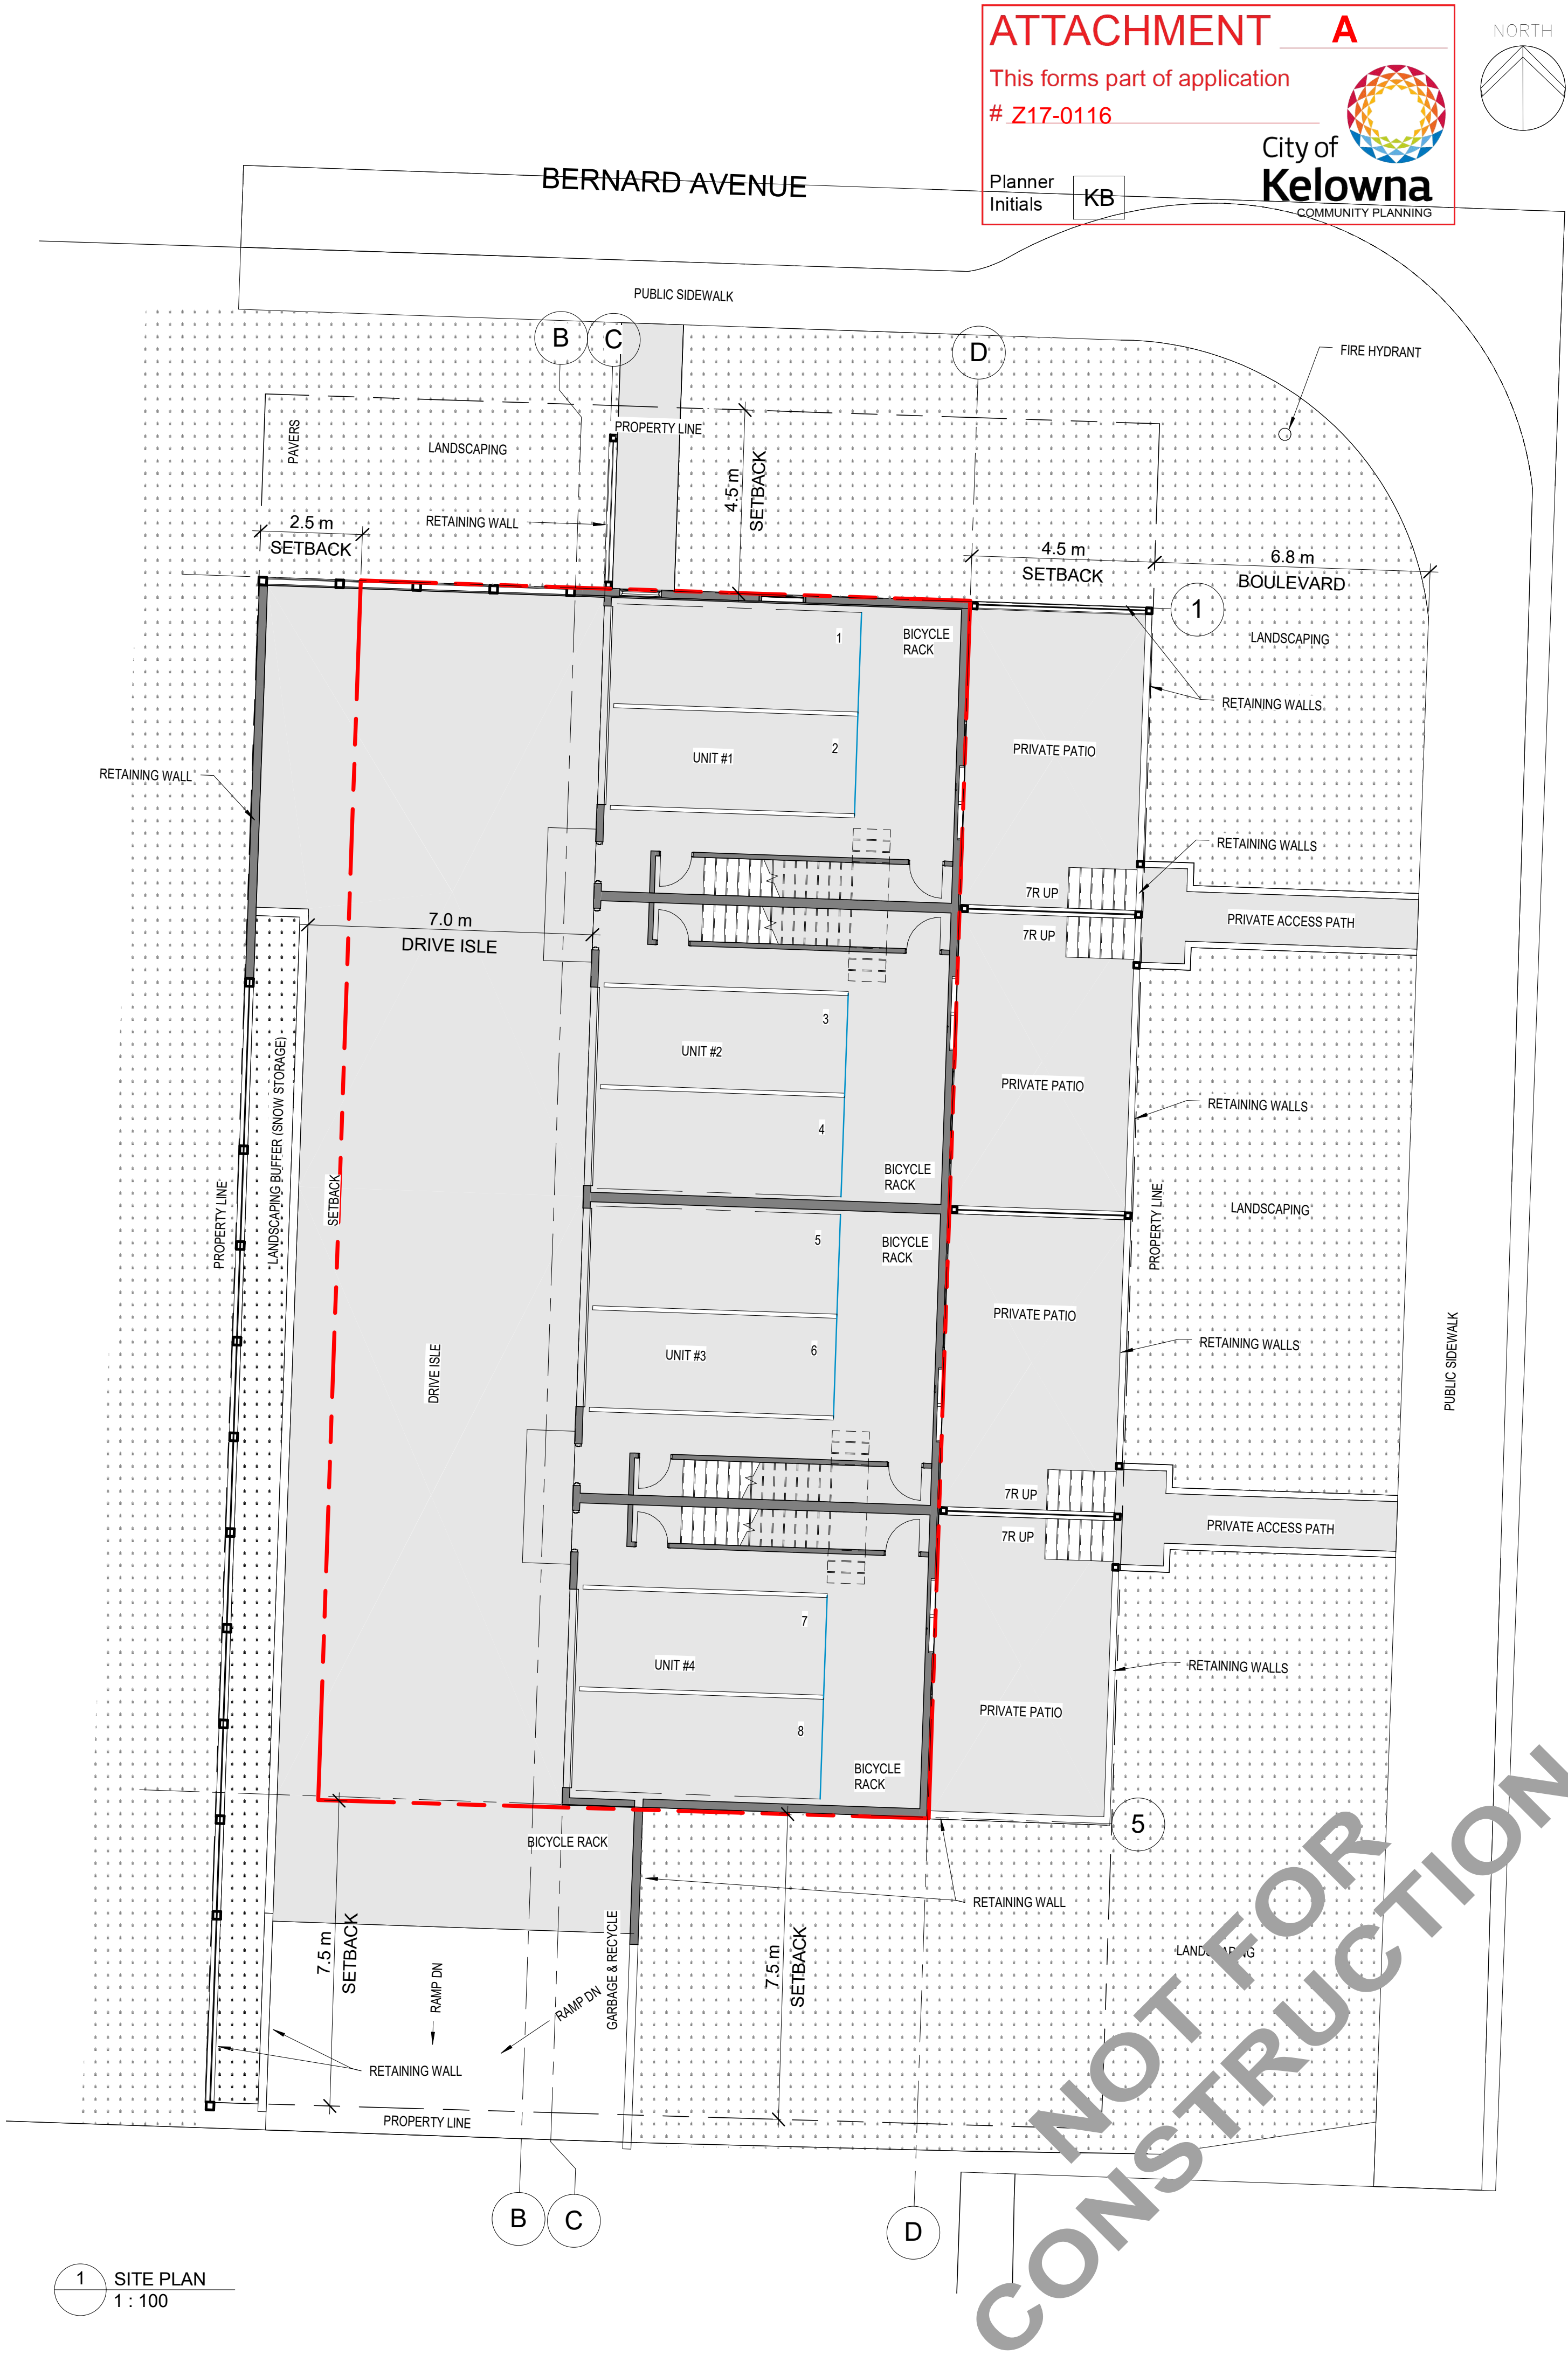 ATTACHMENT A
This forms part of application
# Z17-0116
City of
Kelowna
COMMUNITY PLANNING
Planner
Initials
KB
NORTH
BERNARD AVENUE
PUBLIC SIDEWALK
B
C
D
FIRE HYDRANT
PAVERS
LANDSCAPING
PROPERTY LINE
4.5 m
SETBACK
2.5 m
SETBACK
RETAINING WALL
4.5 m
SETBACK
6.8 m
BOULEVARD
1
LANDSCAPING
1
BICYCLE
RACK
RETAINING WALLS
2
UNIT #1
PRIVATE PATIO
RETAINING WALL
RETAINING WALLS
7R UP
PRIVATE ACCESS PATH
7.0 m
DRIVE ISLE
7R UP
3
UNIT #2
PRIVATE PATIO
RETAINING WALLS
4
BICYCLE
RACK
LANDSCAPING BUFFER (SNOW STORAGE)
PROPERTY LINE
SETBACK
PROPERTY LINE
LANDSCAPING
5
BICYCLE
RACK
PRIVATE PATIO
RETAINING WALLS
6
UNIT #3
DRIVE ISLE
PUBLIC SIDEWALK
7R UP
PRIVATE ACCESS PATH
7R UP
7
UNIT #4
RETAINING WALLS
PRIVATE PATIO
8
BICYCLE
RACK
5
BICYCLE RACK
RETAINING WALL
7.5 m
SETBACK
GARBAGE & RECYCLE
7.5 m
SETBACK
LANDSCAPING
RAMP DN
RAMP DN
RETAINING WALL
PROPERTY LINE
NOT FOR
CONSTRUCTION
B
C
D
1
SITE PLAN
1 : 100